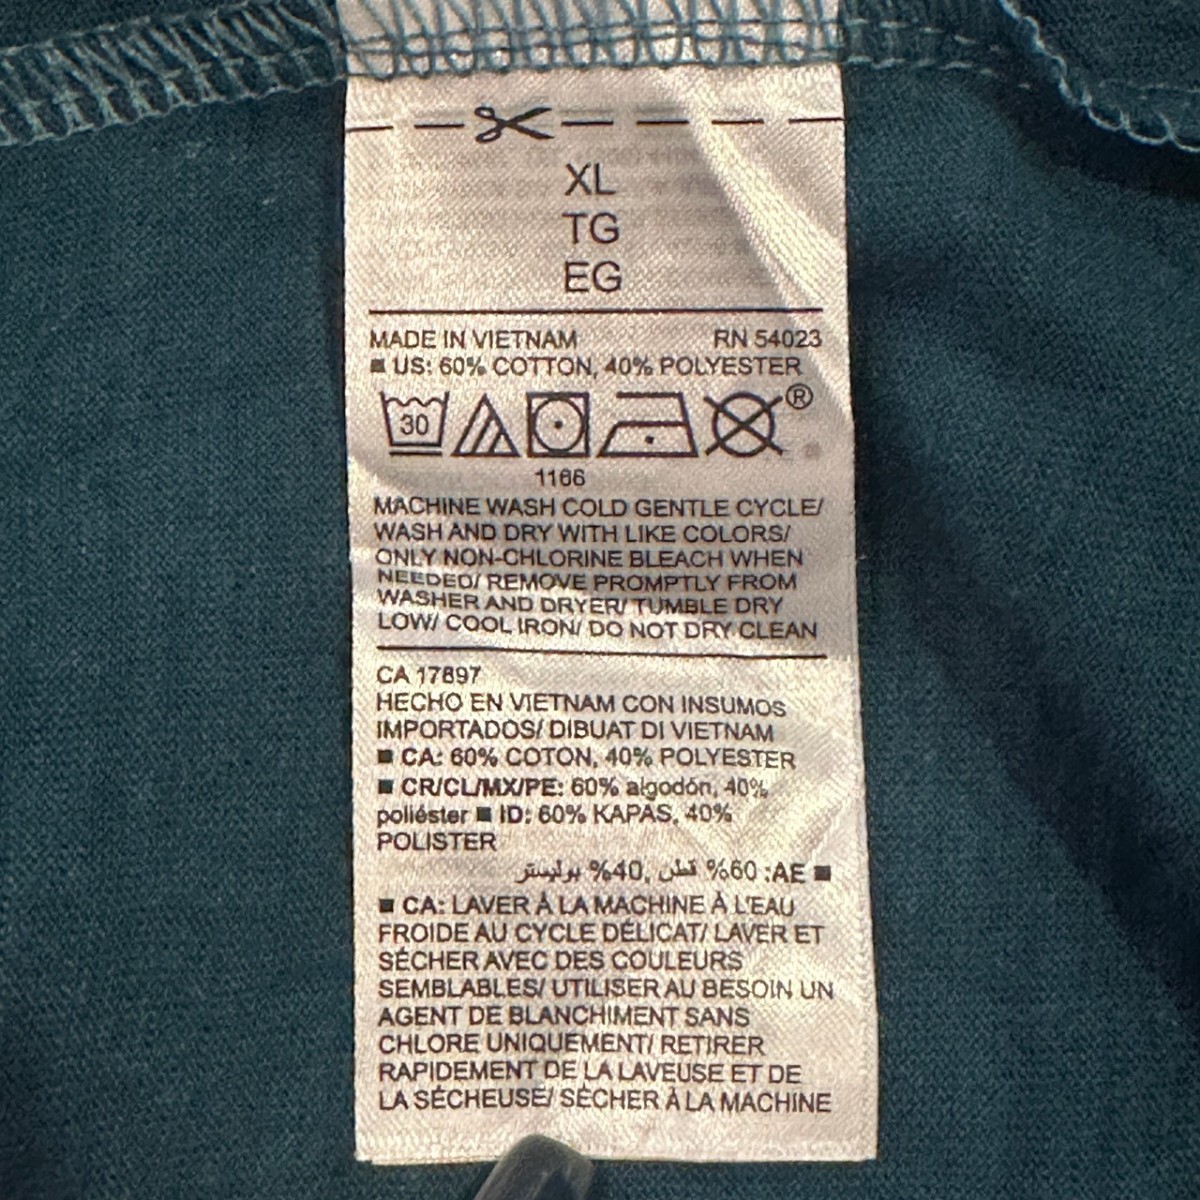 XL
TG
EG
MADE IN VIETNAM RN 54023
■ US: 60% COTTON, 40% POLYESTER
30 ®
1166
MACHINE WASH COLD GENTLE CYCLE/
WASH AND DRY WITH LIKE COLORS/
ONLY NON-CHLORINE BLEACH WHEN
NEEDED/ REMOVE PROMPTLY FROM
WASHER AND DRYER/ TUMBLE DRY
LOW/ COOL IRON/ DO NOT DRY CLEAN
CA 17897
HECHO EN VIETNAM CON INSUMOS
IMPORTADOS/ DIBUAT DI VIETNAM
■ CA: 60% COTON, 40% POLYESTER
■ CR/CL/MX/PE: 60% algodón, 40%
poliéster ■ ID: 60% KAPAS, 40%
POLISTER
■ AE: 60% قطن, 40% بوليستر
■ CA: LAVER À LA MACHINE À L'EAU
FROIDE AU CYCLE DÉLICAT/ LAVER ET
SÉCHER AVEC DES COULEURS
SEMBLABLES/ UTILISER AU BESOIN UN
AGENT DE BLANCHIMENT SANS
CHLORE UNIQUEMENT/ RETIRER
RAPIDEMENT DE LA LAVEUSE ET DE
LA SÉCHEUSE/ SÉCHER À LA MACHINE